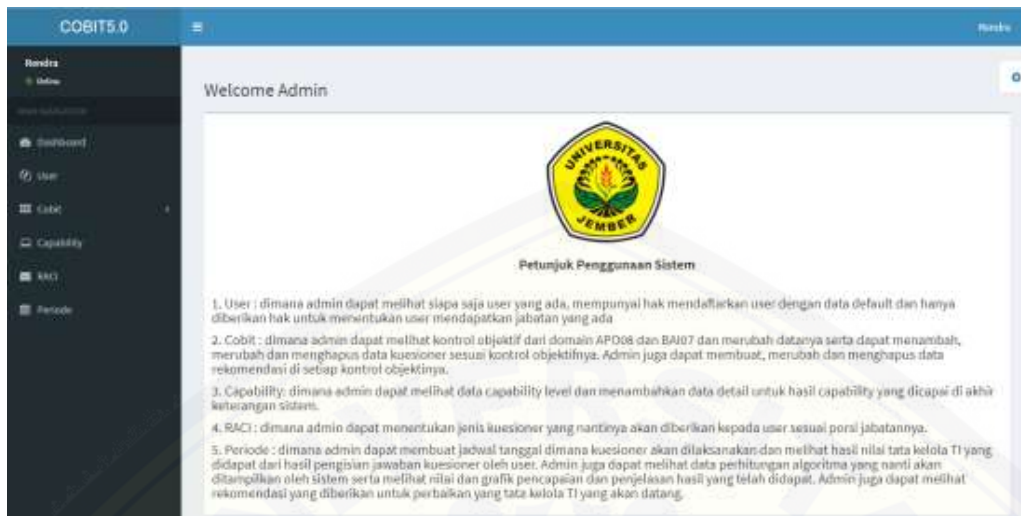 COBIT5.0
Rendra
Rendra
Online
Welcome Admin
Dashboard
User
Cobit
Capability
RACI
Periode
UNIVERSITAS
JEMBER
Petunjuk Penggunaan Sistem
1. User : dimana admin dapat melihat siapa saja user yang ada, mempunyai hak mendaftarkan user dengan data default dan hanya
diberikan hak untuk menentukan user mendapatkan jabatan yang ada
2. Cobit : dimana admin dapat melihat kontrol objektif dari domain APO08 dan BAI07 dan merubah datanya serta dapat menambah,
merubah dan menghapus data kuesioner sesuai kontrol objektifnya. Admin juga dapat membuat, merubah dan menghapus data
rekomendasi di setiap kontrol objektinya.
3. Capability: dimana admin dapat melihat data capability level dan menambahkan data detail untuk hasil capability yang dicapai di akhir
keterangan sistem.
4. RACI : dimana admin dapat menentukan jenis kuesioner yang nantinya akan diberikan kepada user sesuai porsi jabatannya.
5. Periode : dimana admin dapat membuat jadwal tanggal dimana kuesioner akan dilaksanakan dan melihat hasil nilai tata kelola TI yang
didapat dari hasil pengisian jawaban kuesioner oleh user. Admin juga dapat melihat data perhitungan algoritma yang nanti akan
ditampilkan oleh sistem serta melihat nilai dan grafik pencapaian dan penjelasan hasil yang telah didapat. Admin juga dapat melihat
rekomendasi yang diberikan untuk perbaikan yang tata kelola TI yang akan datang.